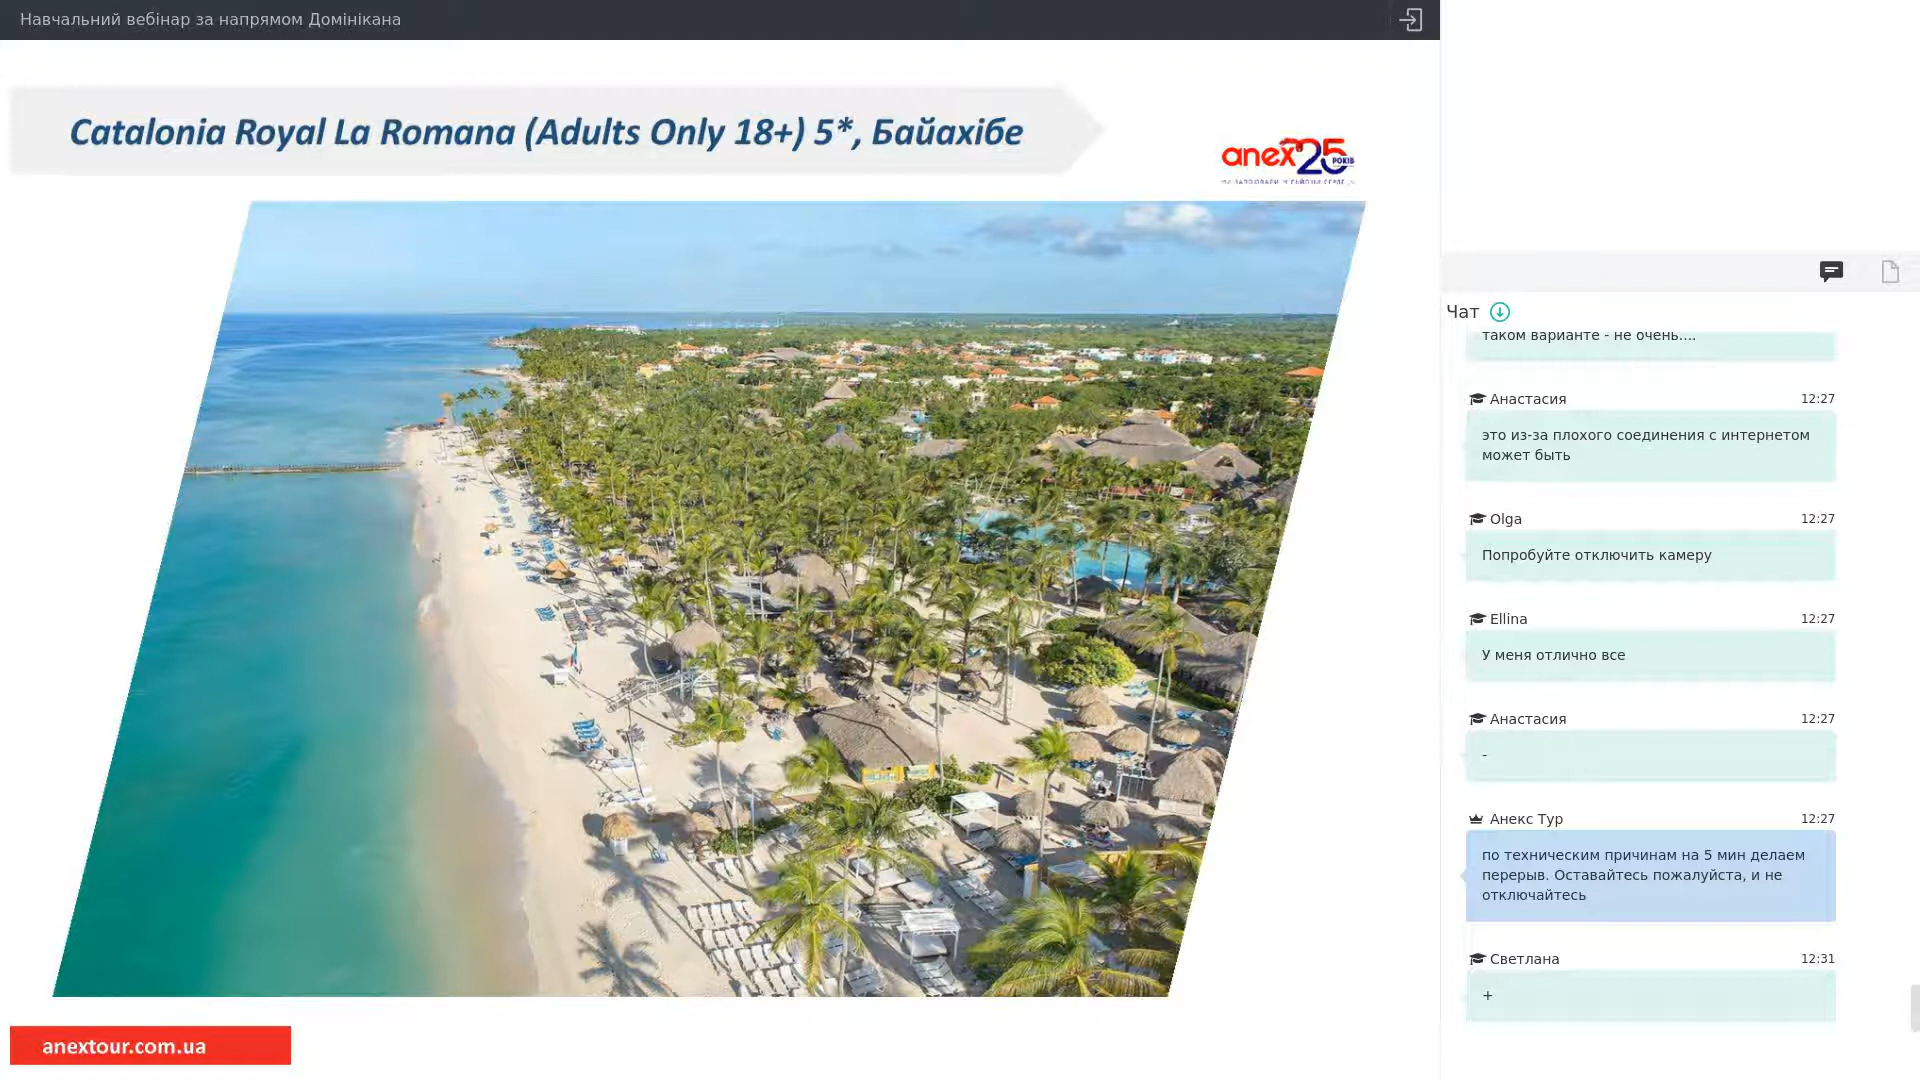 Навчальний вебінар за напрямом Домінікана
Catalonia Royal La Romana (Adults Only 18+) 5*, Байахібе
anex 25 РОКІВ
anextour.com.ua
Чат
таком варианте - не очень....
Анастасия 12:27
это из-за плохого соединения с интернетом
может быть
Olga 12:27
Попробуйте отключить камеру
Ellina 12:27
У меня отлично все
Анастасия 12:27
-
Анекс Тур 12:27
по техническим причинам на 5 мин делаем
перерыв. Оставайтесь пожалуйста, и не
отключайтесь
Светлана 12:31
+